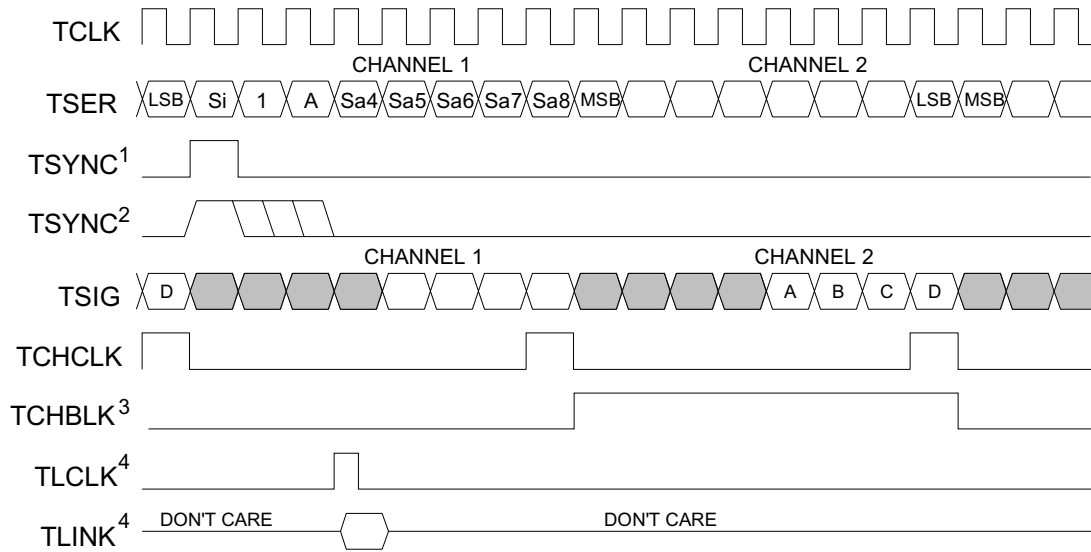 TCLK
CHANNEL 1 CHANNEL 2
TSER LSB Si 1 A Sa4 Sa5 Sa6 Sa7 Sa8 MSB LSB MSB
TSYNC1
TSYNC2
CHANNEL 1 CHANNEL 2
TSIG D A B C D
TCHCLK
TCHBLK3
TLCLK4
DON'T CARE DON'T CARE
TLINK4